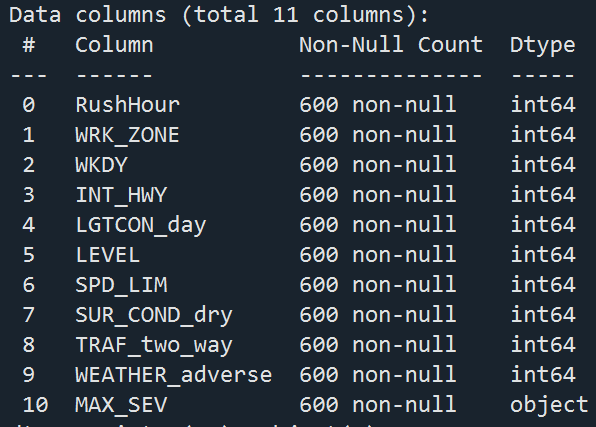 Data columns (total 11 columns):
 #   Column           Non-Null Count  Dtype
---  ------           --------------  -----
 0   RushHour         600 non-null    int64
 1   WRK_ZONE         600 non-null    int64
 2   WKDY             600 non-null    int64
 3   INT_HWY          600 non-null    int64
 4   LGTCON_day       600 non-null    int64
 5   LEVEL            600 non-null    int64
 6   SPD_LIM          600 non-null    int64
 7   SUR_COND_dry     600 non-null    int64
 8   TRAF_two_way     600 non-null    int64
 9   WEATHER_adverse  600 non-null    int64
 10  MAX_SEV          600 non-null    object